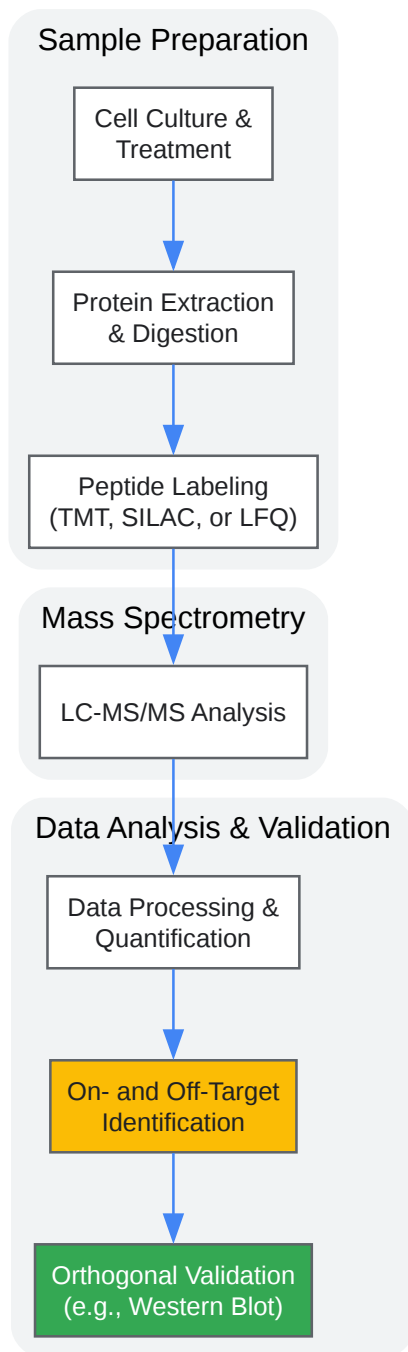 Sample Preparation
Cell Culture &
Treatment
Protein Extraction
& Digestion
Peptide Labeling
(TMT, SILAC, or LFQ)
Mass Spectrometry
LC-MS/MS Analysis
Data Analysis & Validation
Data Processing &
Quantification
On- and Off-Target
Identification
Orthogonal Validation
(e.g., Western Blot)